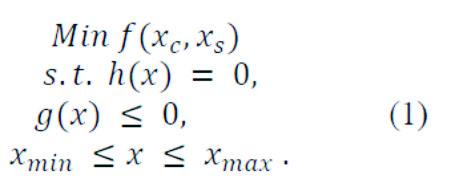 Min f(x_c, x_s)
s.t. h(x) = 0,
g(x) ≤ 0, (1)
x_min ≤ x ≤ x_max .